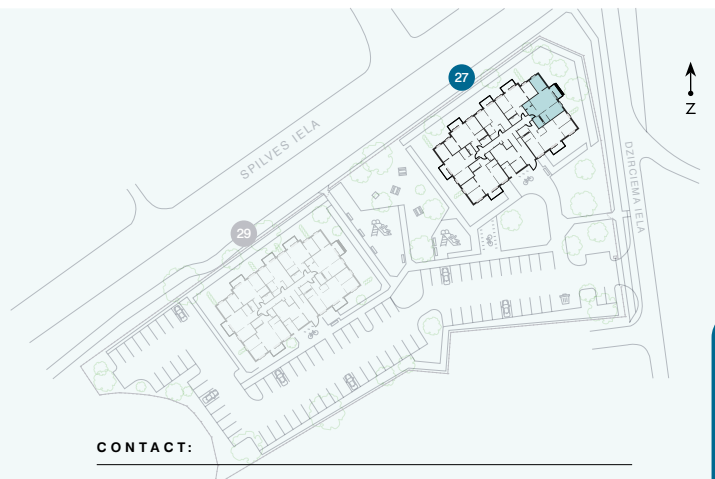 27
Z
SPILVES IELA
DZIRCIEMA IELA
29
CONTACT: